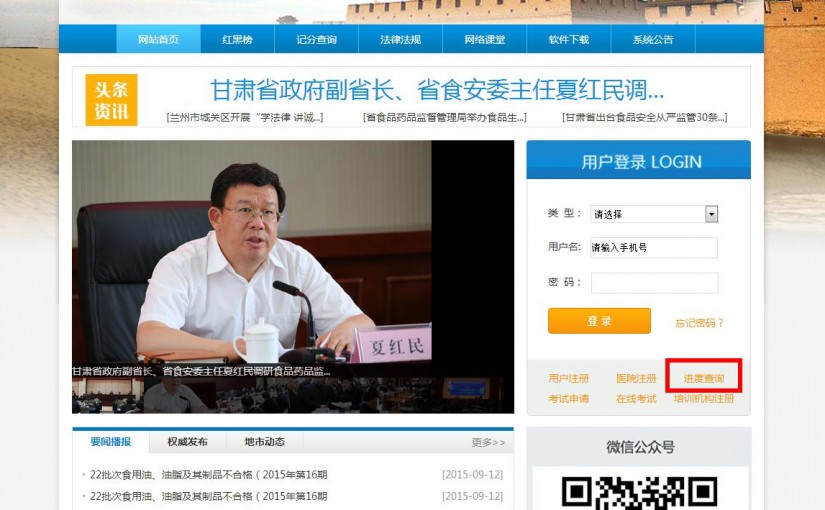 网站首页 红黑榜 记分查询 法律法规 网络课堂 软件下载 系统公告
头条
资讯
甘肃省政府副省长、省食安委主任夏红民调...
[兰州市城关区开展“学法律 讲诚...] [省食品药品监督管理局举办食品生...] [甘肃省出台食品安全从严监管30条...]
夏红民
甘肃省政府副省长、省食安委主任夏红民调研食品药品监...
用户登录 LOGIN
类 型： 请选择
用户名: 请输入手机号
密 码：
登 录 忘记密码？
用户注册 医院注册 进度查询
考试申请 在线考试 培训机构注册
要闻播报 权威发布 地市动态 更多>>
22批次食用油、油脂及其制品不合格（2015年第16期 [2015-09-12]
22批次食用油、油脂及其制品不合格（2015年第16期 [2015-09-12]
微信公众号